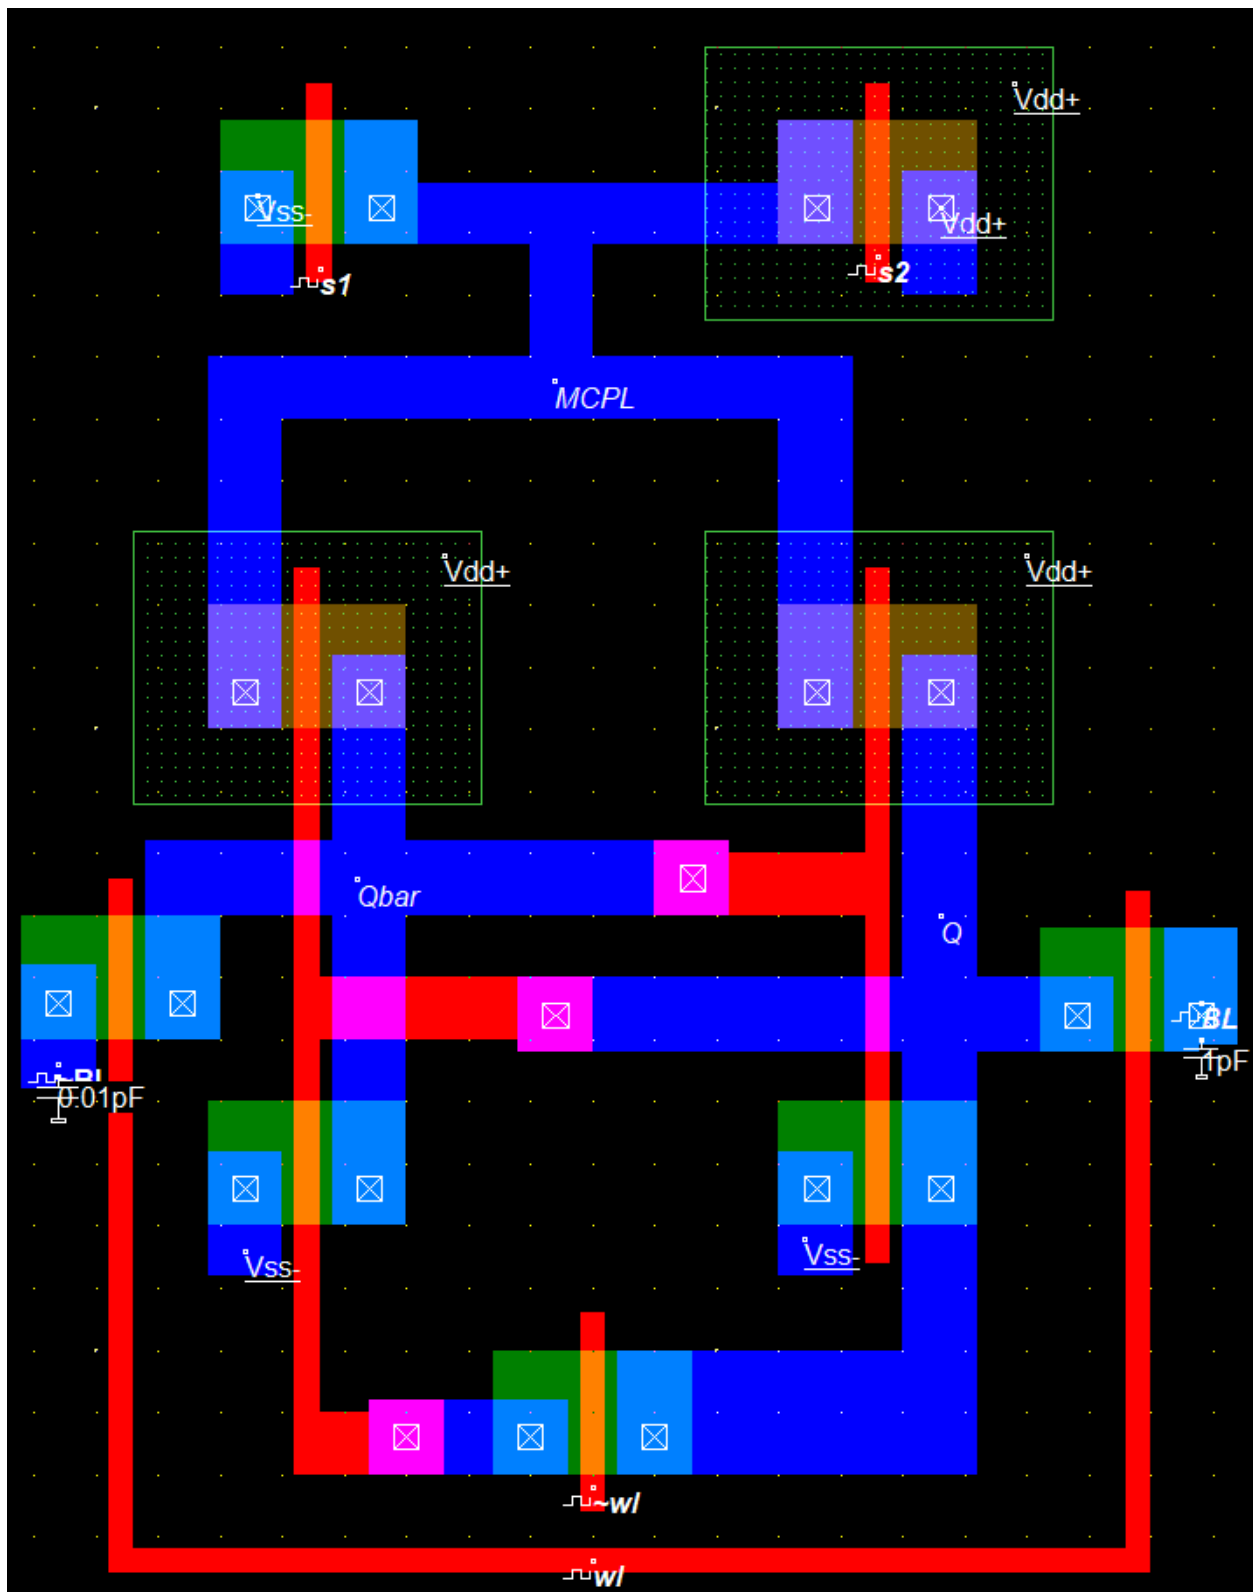 Vdd+
Vss-
Vdd+
s1
s2
MCPL
Vdd+
Vdd+
Qbar
Q
BL
1pF
0.01pF
Vss-
Vss-
~wl
wl